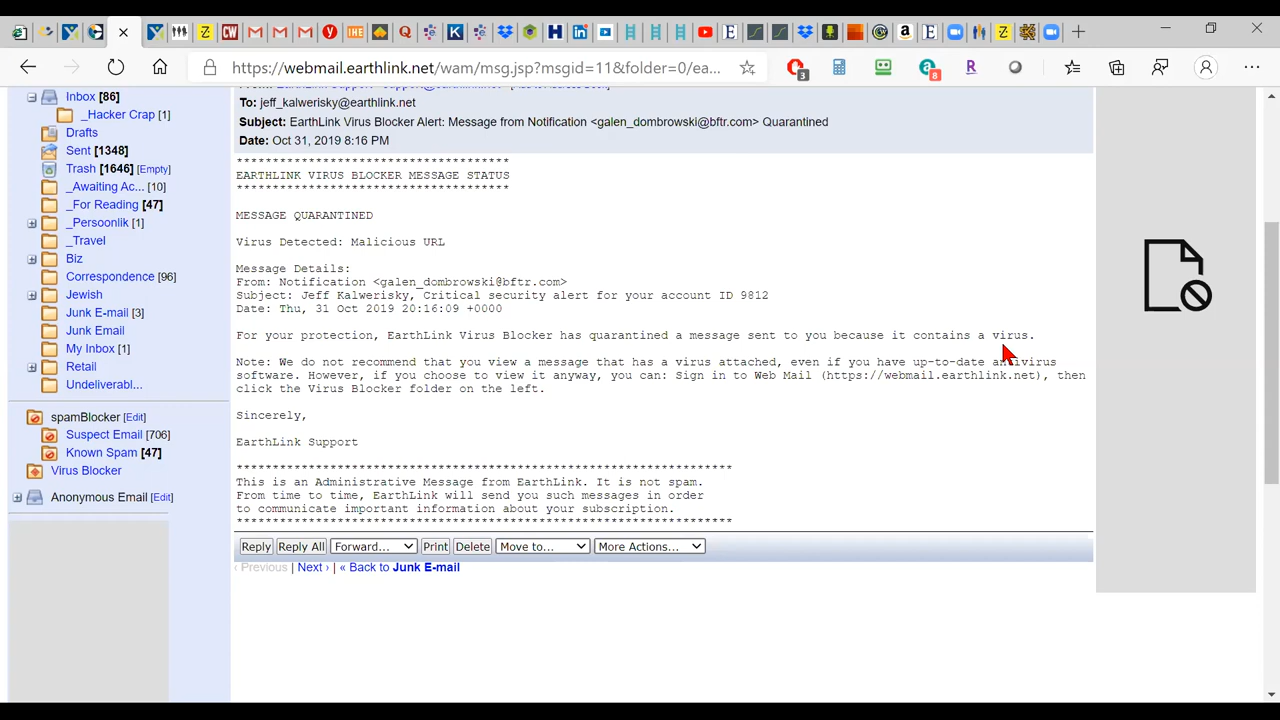 https://webmail.earthlink.net/wam/msg.jsp?msgid=11&folder=0/ea...
3
8
Inbox [86]
_Hacker Crap [1]
Drafts
Sent [1348]
Trash [1646] [Empty]
_Awaiting Ac... [10]
_For Reading [47]
_Persoonlik [1]
_Travel
Biz
Correspondence [96]
Jewish
Junk E-mail [3]
Junk Email
My Inbox [1]
Retail
Undeliverabl...
spamBlocker [Edit]
Suspect Email [706]
Known Spam [47]
Virus Blocker
Anonymous Email [Edit]
To: jeff_kalwerisky@earthlink.net
Subject: EarthLink Virus Blocker Alert: Message from Notification <galen_dombrowski@bftr.com> Quarantined
Date: Oct 31, 2019 8:16 PM
EARTHLINK VIRUS BLOCKER MESSAGE STATUS
MESSAGE QUARANTINED
Virus Detected: Malicious URL
Message Details:
From: Notification <galen_dombrowski@bftr.com>
Subject: Jeff Kalwerisky, Critical security alert for your account ID 9812
Date: Thu, 31 Oct 2019 20:16:09 +0000
For your protection, EarthLink Virus Blocker has quarantined a message sent to you because it contains a virus.
Note: We do not recommend that you view a message that has a virus attached, even if you have up-to-date antivirus
software. However, if you choose to view it anyway, you can: Sign in to Web Mail (https://webmail.earthlink.net), then
click the Virus Blocker folder on the left.
Sincerely,
EarthLink Support
This is an Administrative Message from EarthLink. It is not spam.
From time to time, EarthLink will send you such messages in order
to communicate important information about your subscription.
Reply Reply All Forward... Print Delete Move to... More Actions...
‹ Previous | Next › | « Back to Junk E-mail